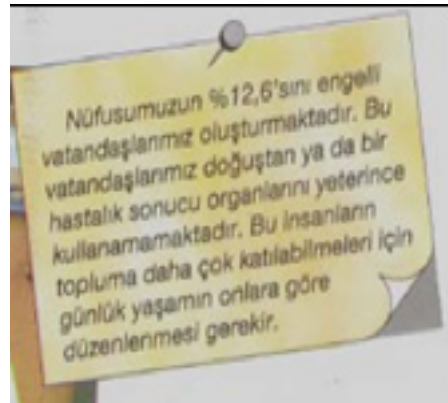 Nüfusumuzun %12,6'sını engelli
vatandaşlarımız oluşturmaktadır. Bu
vatandaşlarımız doğuştan ya da bir
hastalık sonucu organlarını yeterince
kullanamamaktadır. Bu insanların
topluma daha çok katılabilmeleri için
günlük yaşamın onlara göre
düzenlenmesi gerekir.